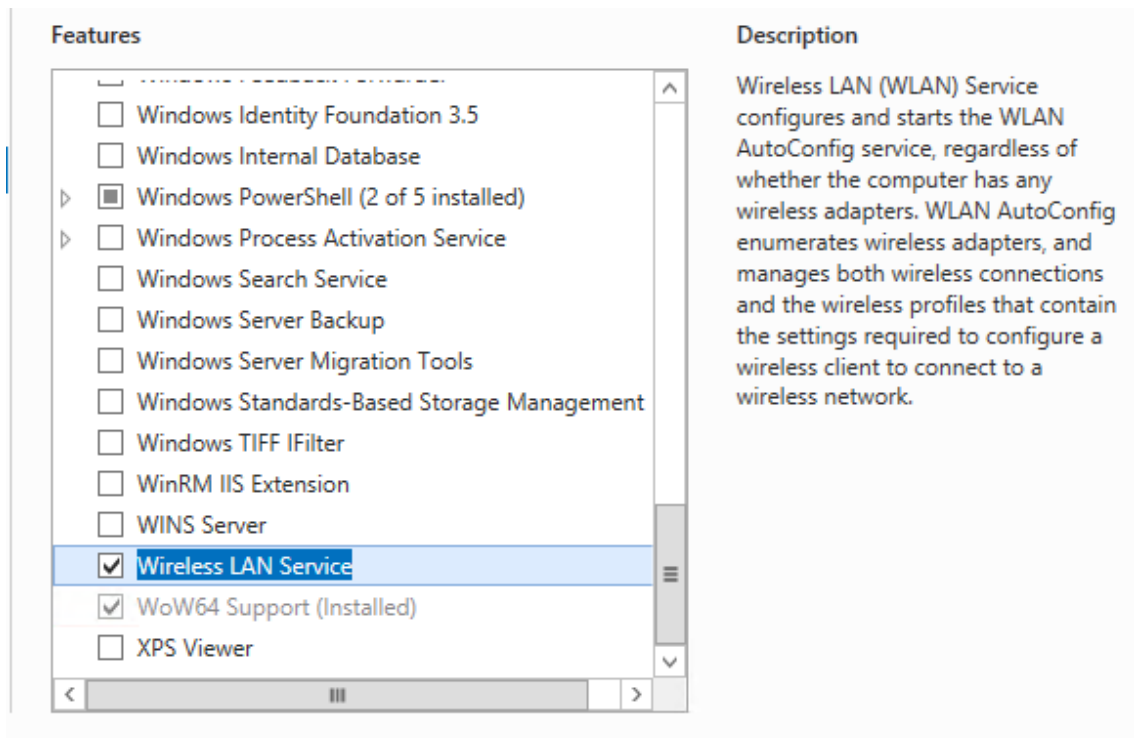 Features
Windows Identity Foundation 3.5
Windows Internal Database
Windows PowerShell (2 of 5 installed)
Windows Process Activation Service
Windows Search Service
Windows Server Backup
Windows Server Migration Tools
Windows Standards-Based Storage Management
Windows TIFF IFilter
WinRM IIS Extension
WINS Server
Wireless LAN Service
WoW64 Support (Installed)
XPS Viewer
Description
Wireless LAN (WLAN) Service
configures and starts the WLAN
AutoConfig service, regardless of
whether the computer has any
wireless adapters. WLAN AutoConfig
enumerates wireless adapters, and
manages both wireless connections
and the wireless profiles that contain
the settings required to configure a
wireless client to connect to a
wireless network.